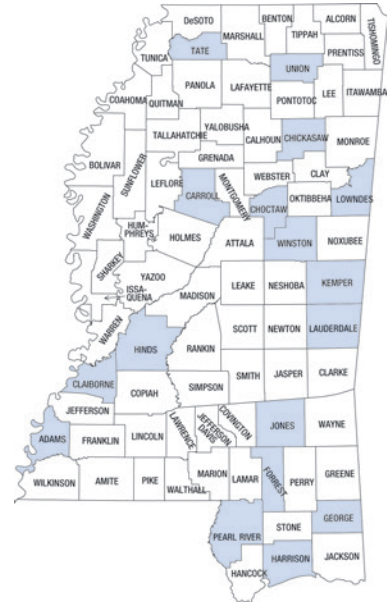 DeSOTO
BENTON
ALCORN
TISHOMINGO
MARSHALL
TIPPAH
TATE
PRENTISS
TUNICA
UNION
PANOLA
LAFAYETTE
LEE
ITAWAMBA
COAHOMA
QUITMAN
PONTOTOC
YALOBUSHA
TALLAHATCHIE
CALHOUN
CHICKASAW
MONROE
BOLIVAR
SUNFLOWER
GRENADA
WEBSTER
CLAY
LEFLORE
CARROLL
MONTGOMERY
CHOCTAW
OKTIBBEHA
LOWNDES
WASHINGTON
HUM-
PHREYS
HOLMES
ATTALA
WINSTON
NOXUBEE
SHARKEY
YAZOO
LEAKE
NESHOBA
KEMPER
ISSA-
QUENA
MADISON
WARREN
HINDS
RANKIN
SCOTT
NEWTON
LAUDERDALE
CLAIBORNE
COPIAH
SIMPSON
SMITH
JASPER
CLARKE
JEFFERSON
LAWRENCE
JEFFERSON
DAVIS
COVINGTON
JONES
WAYNE
ADAMS
FRANKLIN
LINCOLN
WILKINSON
AMITE
PIKE
WALTHALL
MARION
LAMAR
FORREST
PERRY
GREENE
PEARL RIVER
STONE
GEORGE
HANCOCK
HARRISON
JACKSON